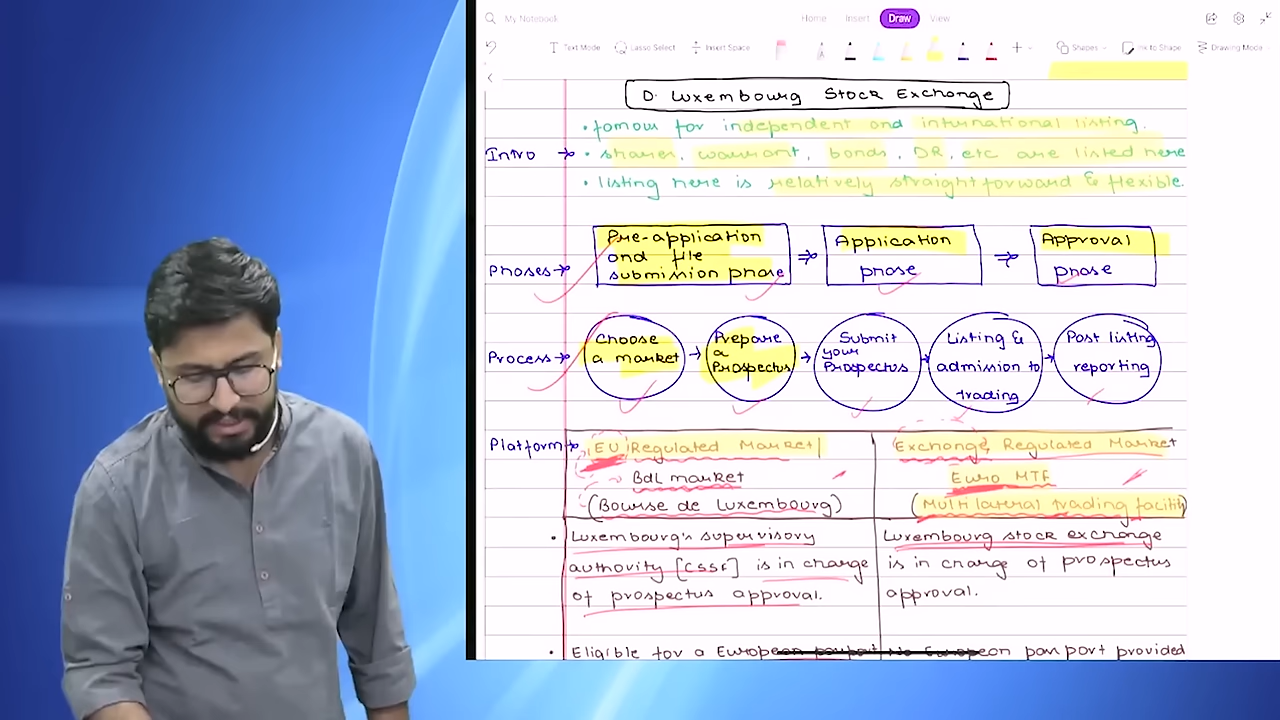 My Notebook
Home Insert Draw View
Text Mode Lasso Select Insert Space Shapes Ink to Shape Drawing Mode
D. Luxembourg Stock Exchange
• famous for independent and international listing.
Intro → • shares, warrant, bonds, DR, etc are listed here
• listing here is relatively straightforward & flexible.
Phases → Pre-application and file submission phase ⇒ Application phase ⇒ Approval phase
Process → Choose a market → Prepare a Prospectus → Submit your Prospectus → Listing & admission to trading → Post listing reporting
Platform → EU Regulated Market Exchange Regulated Market
BdL market Euro MTF
(Bourse de Luxembourg) (Multilateral trading facility
• Luxembourg's supervisory Luxembourg stock exchange
authority [CSSF] is in charge is in charge of prospectus
of prospectus approval. approval.
• Eligible for a European passport No European passport provided